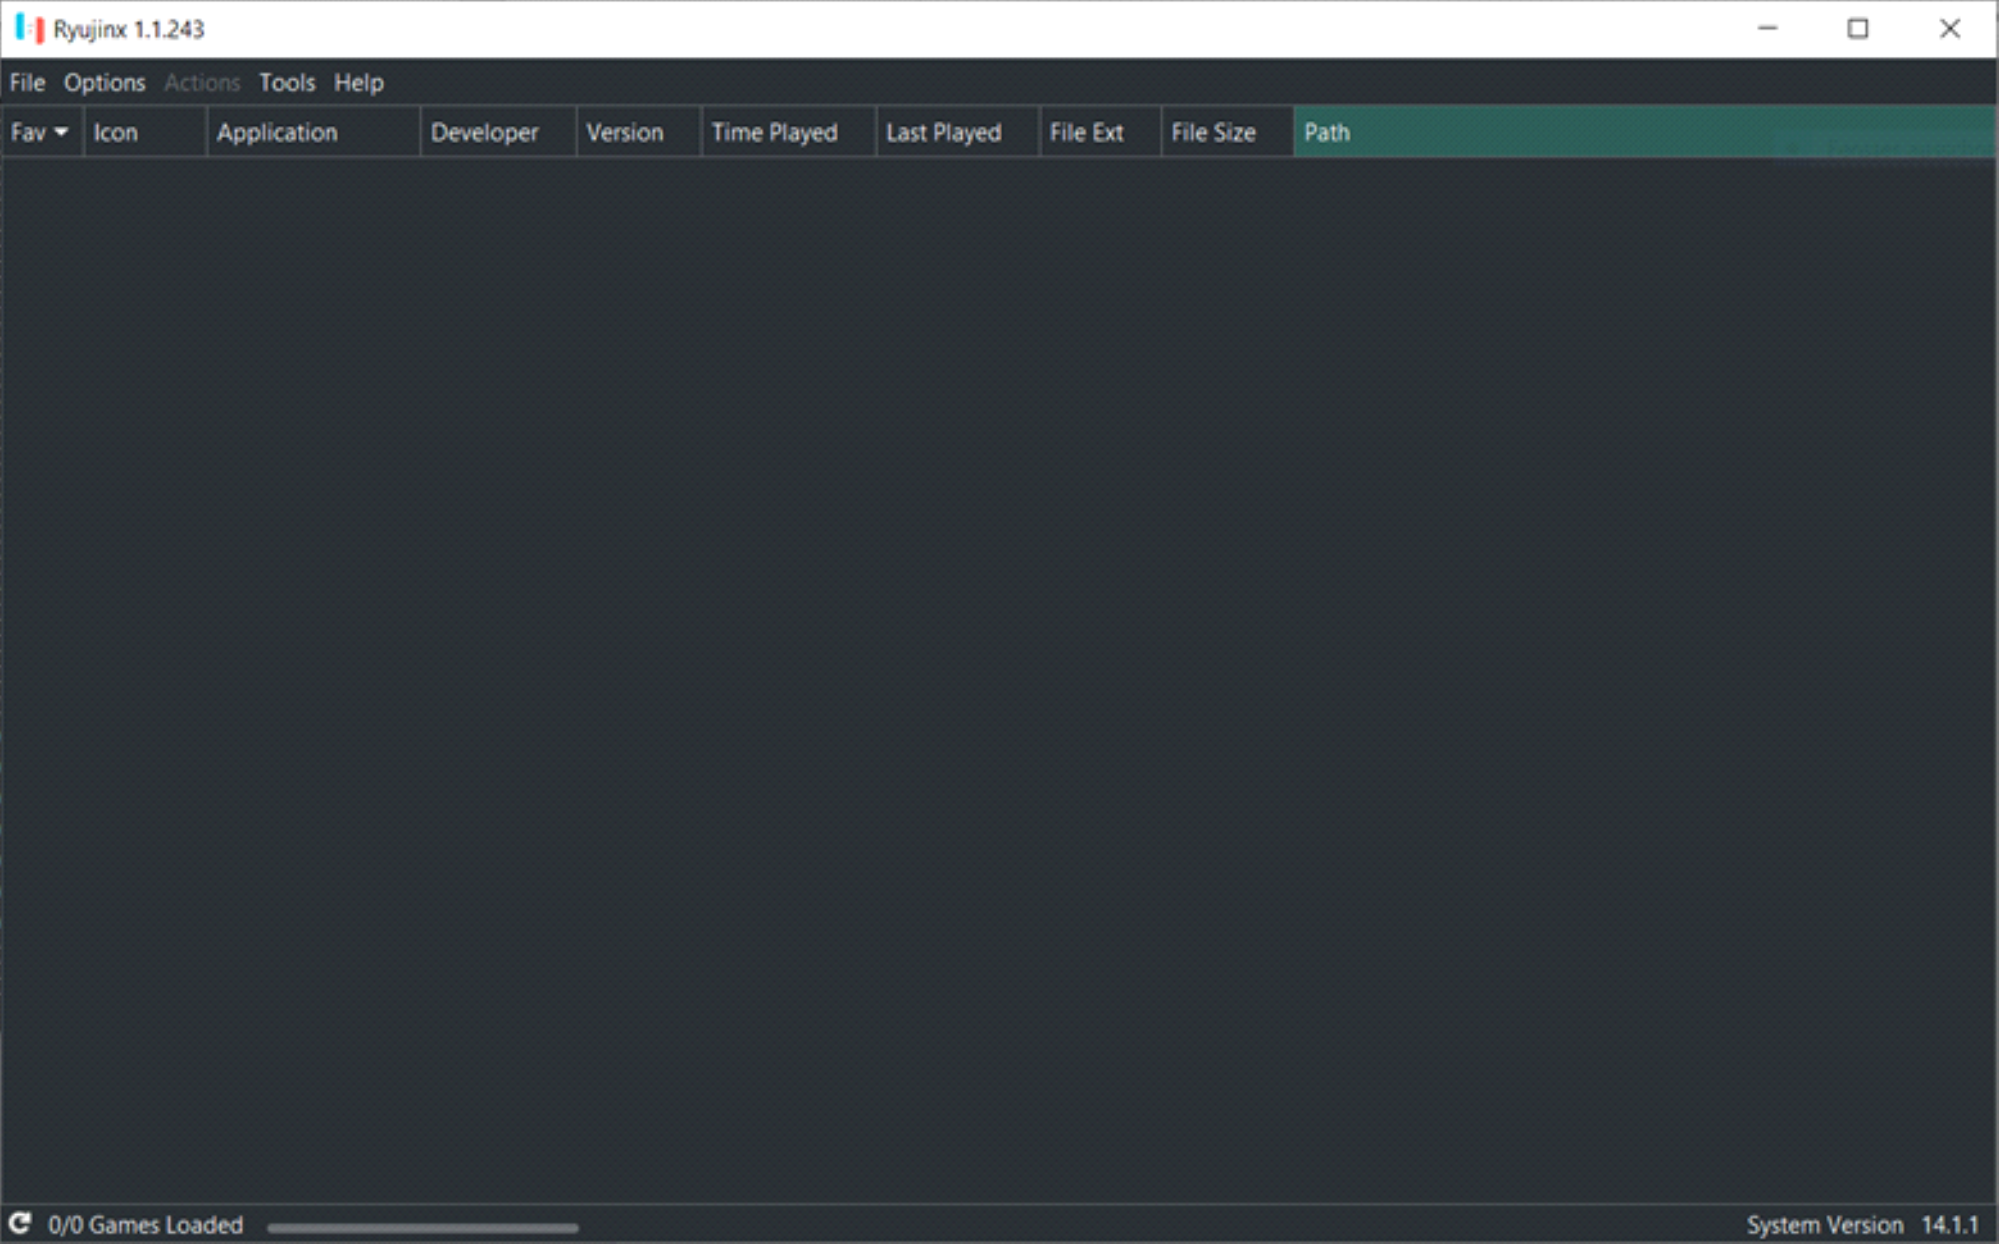 Ryujinx 1.1.243
File Options Actions Tools Help
Fav Icon Application Developer Version Time Played Last Played File Ext File Size Path
0/0 Games Loaded System Version 14.1.1